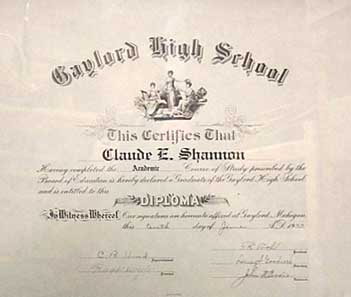 Gaylord High School
This Certifies That
Claude E. Shannon
Having completed the Academic Course of Study prescribed by the
Board of Education is hereby declared a Graduate of the Gaylord High School
and is entitled to this
DIPLOMA
In Witness Whereof Our signatures are hereunto affixed at Gaylord, Michigan,
this tenth day of June